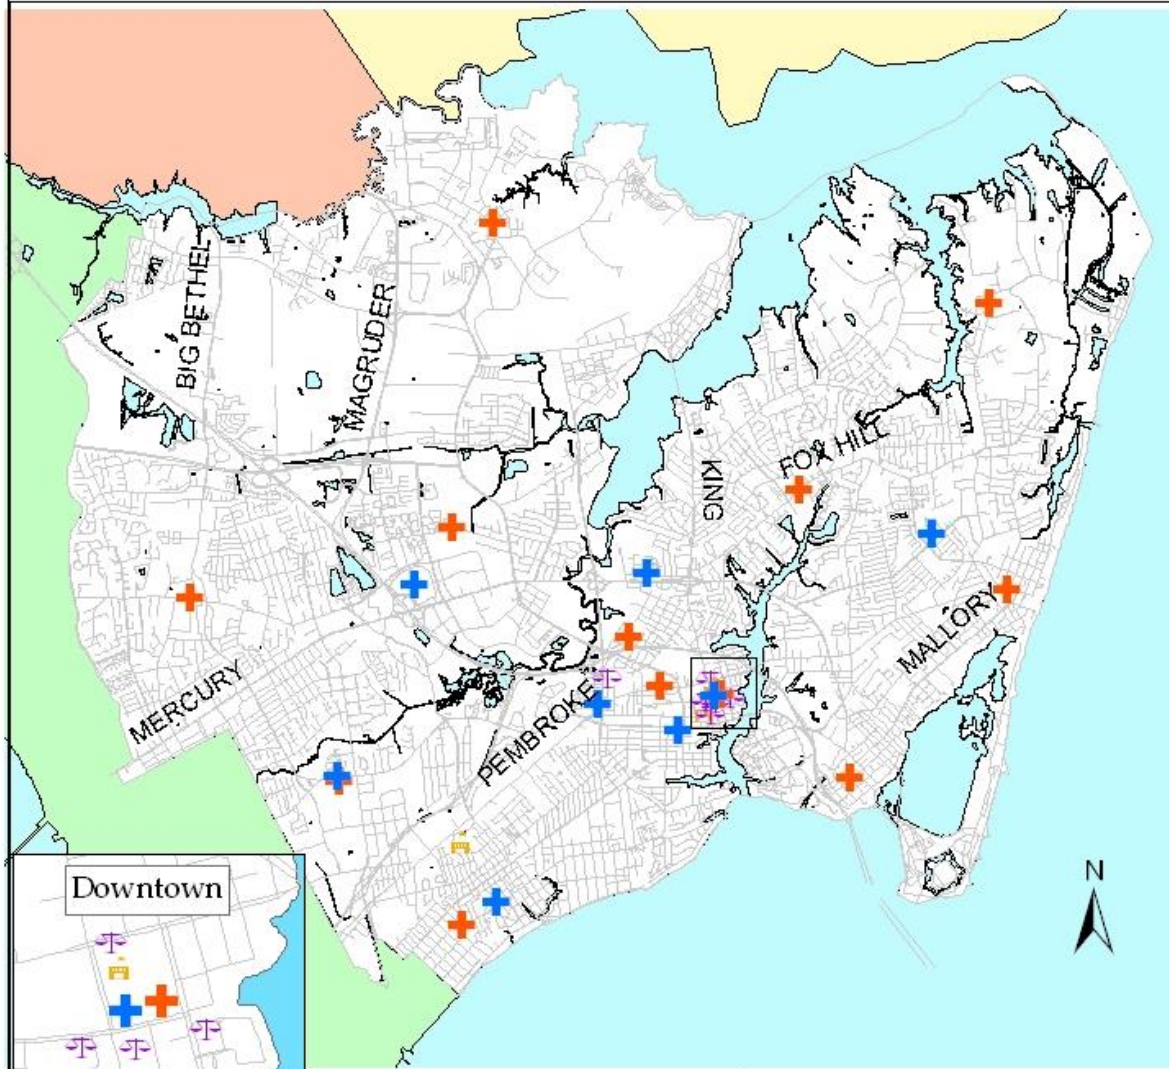 BIG BETHEL
MAGRUDER
FOX HILL
KING
MALLORY
MERCURY
PEMBROKE
Downtown
N